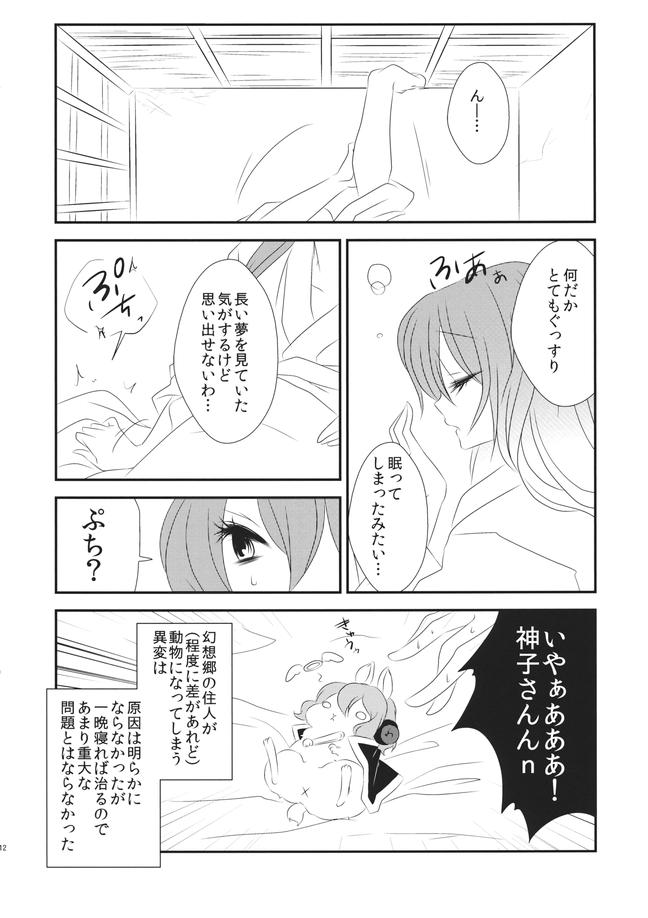 ん―…
何だか
とてもぐっすり
ふあぁ
眠って
しまったみたい…
長い夢を見ていた
気がするけど
思い出せないわ…
ぷちっ
ん
ぷち？
いやぁあああ！
神子さんんn
きゅぅっ
幻想郷の住人が
（程度に差があれど）
動物になってしまう
異変は
原因は明らかに
ならなかったが
一晩寝れば治るので
あまり重大な
問題とはならなかった
12